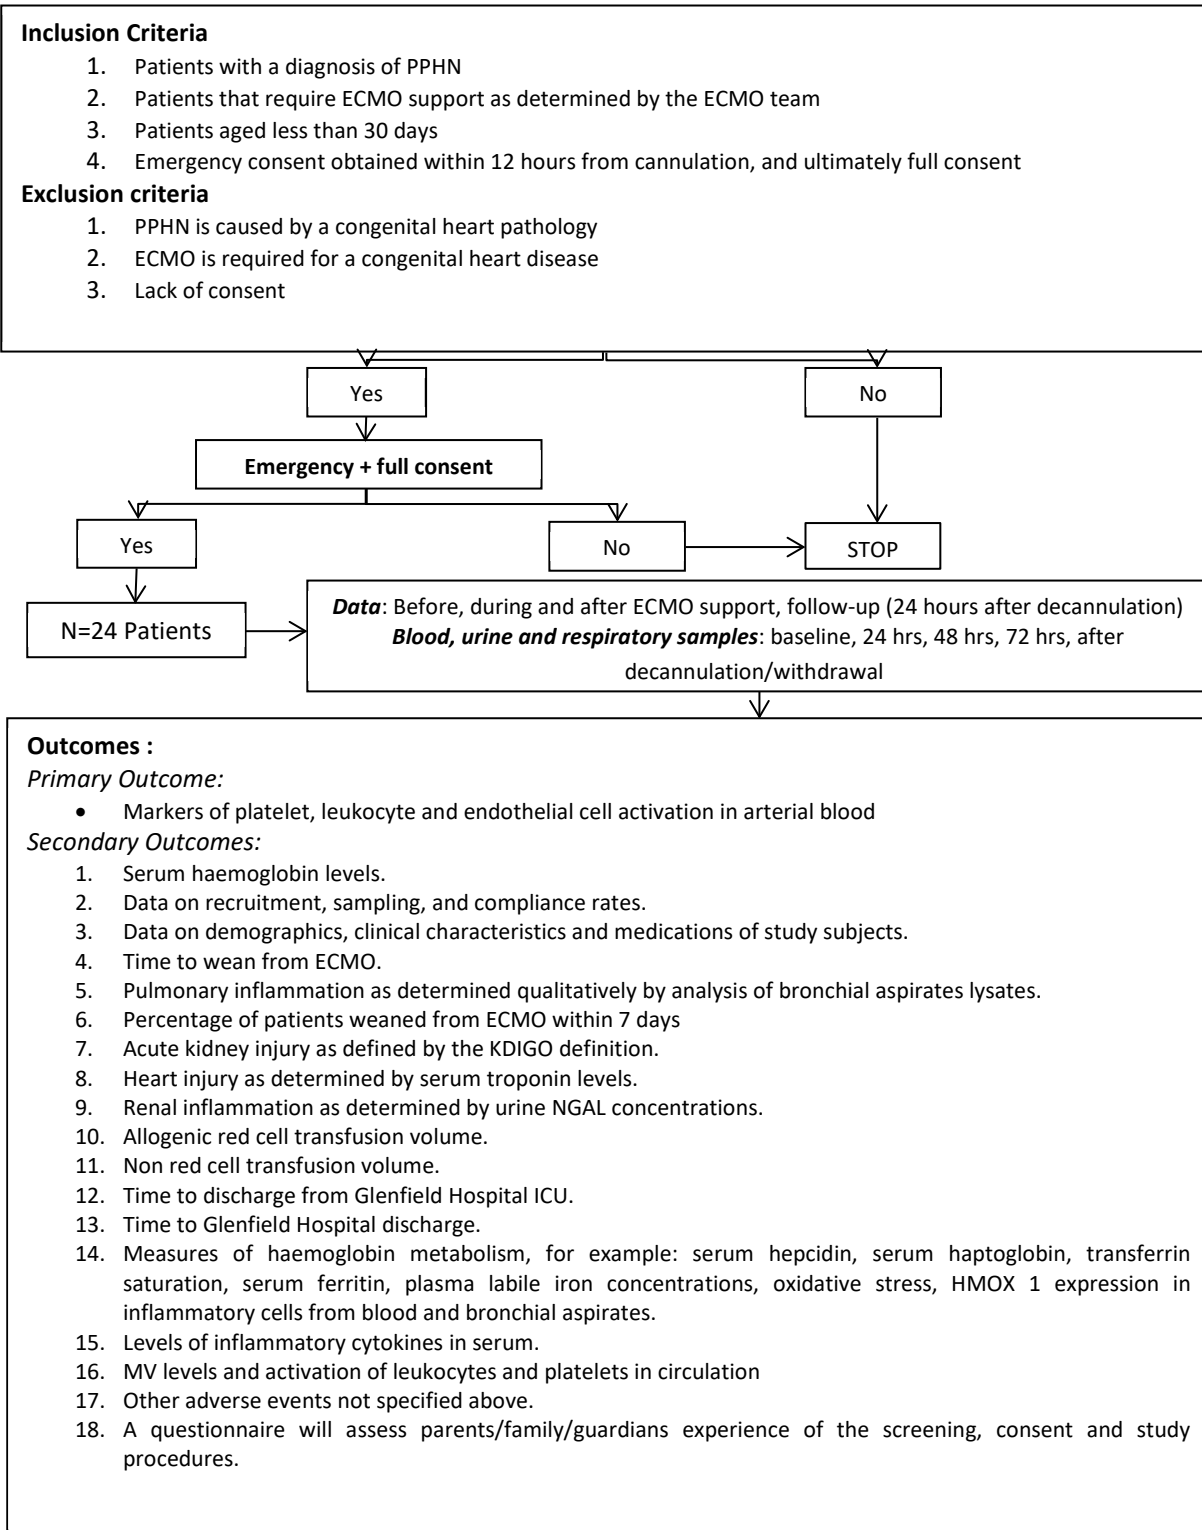 Inclusion Criteria
1. Patients with a diagnosis of PPHN
2. Patients that require ECMO support as determined by the ECMO team
3. Patients aged less than 30 days
4. Emergency consent obtained within 12 hours from cannulation, and ultimately full consent
Exclusion criteria
1. PPHN is caused by a congenital heart pathology
2. ECMO is required for a congenital heart disease
3. Lack of consent
Yes
No
Emergency + full consent
Yes
No
STOP
N=24 Patients
Data: Before, during and after ECMO support, follow-up (24 hours after decannulation)
Blood, urine and respiratory samples: baseline, 24 hrs, 48 hrs, 72 hrs, after
decannulation/withdrawal
Outcomes :
Primary Outcome:
• Markers of platelet, leukocyte and endothelial cell activation in arterial blood
Secondary Outcomes:
1. Serum haemoglobin levels.
2. Data on recruitment, sampling, and compliance rates.
3. Data on demographics, clinical characteristics and medications of study subjects.
4. Time to wean from ECMO.
5. Pulmonary inflammation as determined qualitatively by analysis of bronchial aspirates lysates.
6. Percentage of patients weaned from ECMO within 7 days
7. Acute kidney injury as defined by the KDIGO definition.
8. Heart injury as determined by serum troponin levels.
9. Renal inflammation as determined by urine NGAL concentrations.
10. Allogenic red cell transfusion volume.
11. Non red cell transfusion volume.
12. Time to discharge from Glenfield Hospital ICU.
13. Time to Glenfield Hospital discharge.
14. Measures of haemoglobin metabolism, for example: serum hepcidin, serum haptoglobin, transferrin
saturation, serum ferritin, plasma labile iron concentrations, oxidative stress, HMOX 1 expression in
inflammatory cells from blood and bronchial aspirates.
15. Levels of inflammatory cytokines in serum.
16. MV levels and activation of leukocytes and platelets in circulation
17. Other adverse events not specified above.
18. A questionnaire will assess parents/family/guardians experience of the screening, consent and study
procedures.